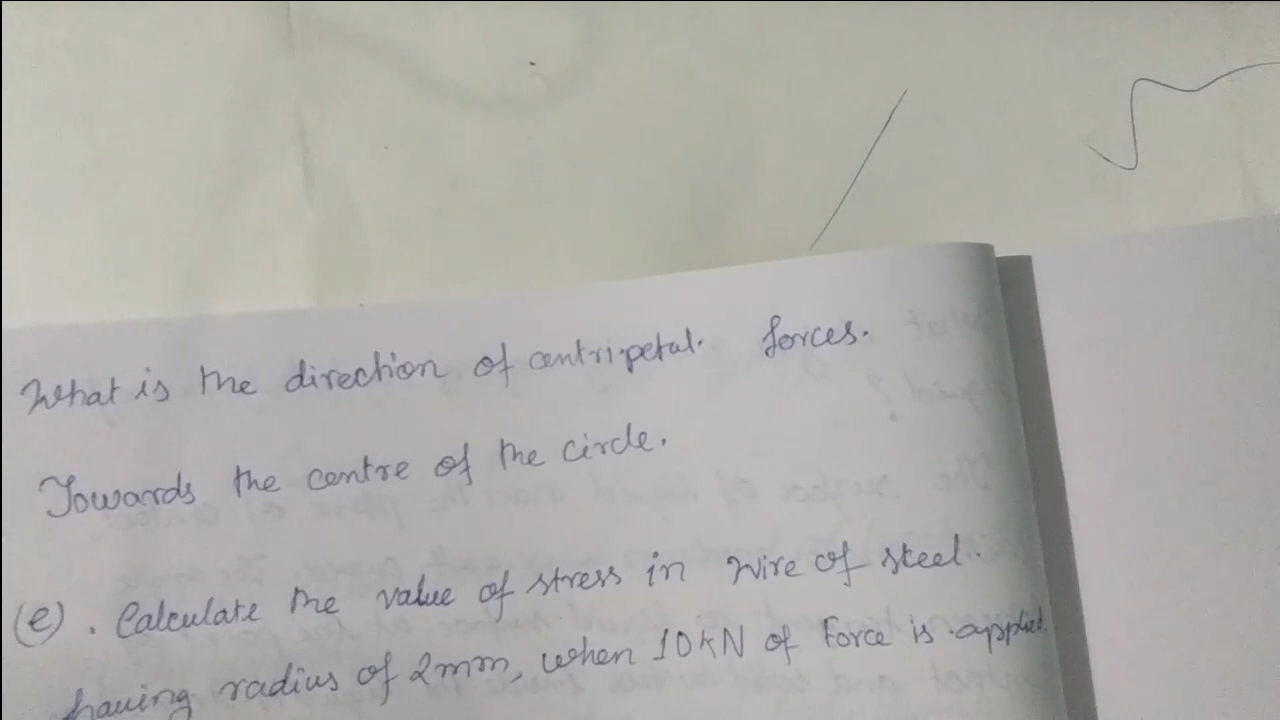 What is the direction of centripetal. forces.
Towards the centre of the circle.
(e). Calculate the value of stress in wire of steel.
having radius of 2mm, when 10KN of Force is applied